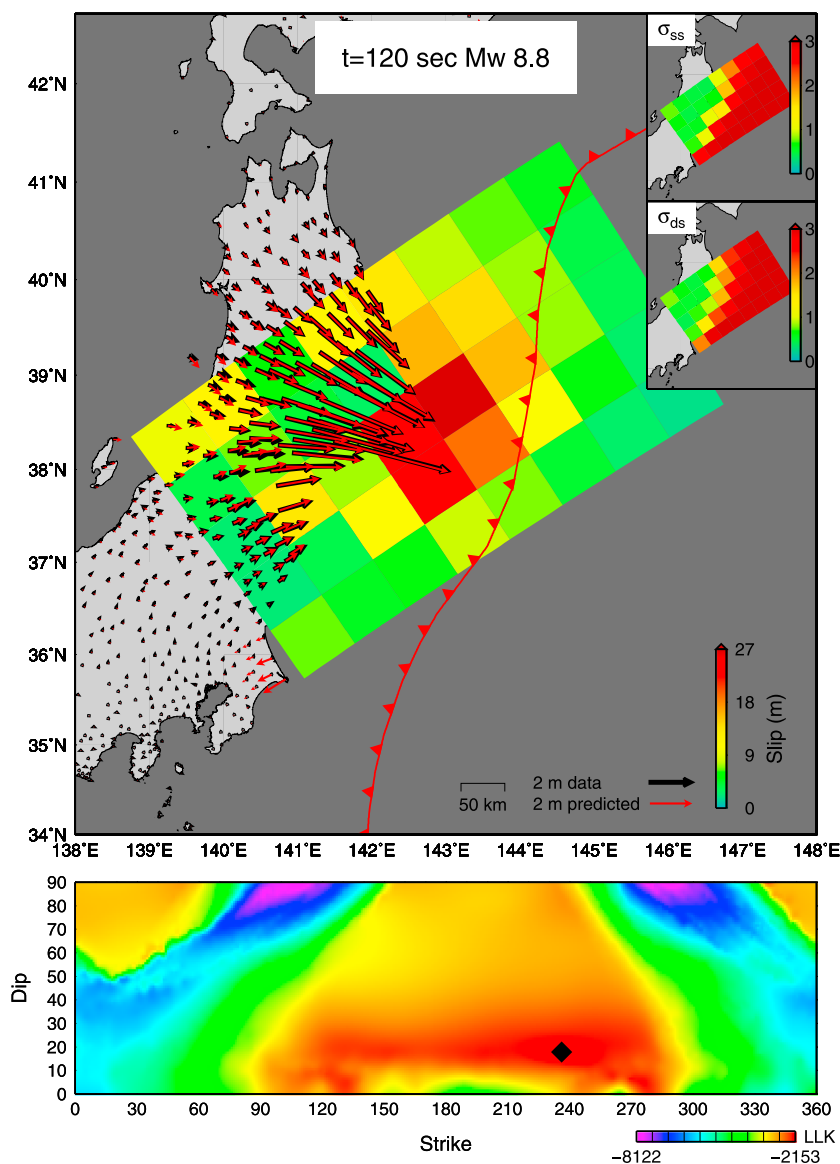 t=120 sec Mw 8.8
σss
3
2
1
0
σds
3
2
1
0
42˚N
41˚N
40˚N
39˚N
38˚N
37˚N
36˚N
35˚N
34˚N
27
18
9
0
Slip (m)
50 km
2 m data
2 m predicted
138˚E 139˚E 140˚E 141˚E 142˚E 143˚E 144˚E 145˚E 146˚E 147˚E 148˚E
90
80
70
60
50
40
30
20
10
0
Dip
0 30 60 90 120 150 180 210 240 270 300 330 360
Strike
LLK
−8122 −2153